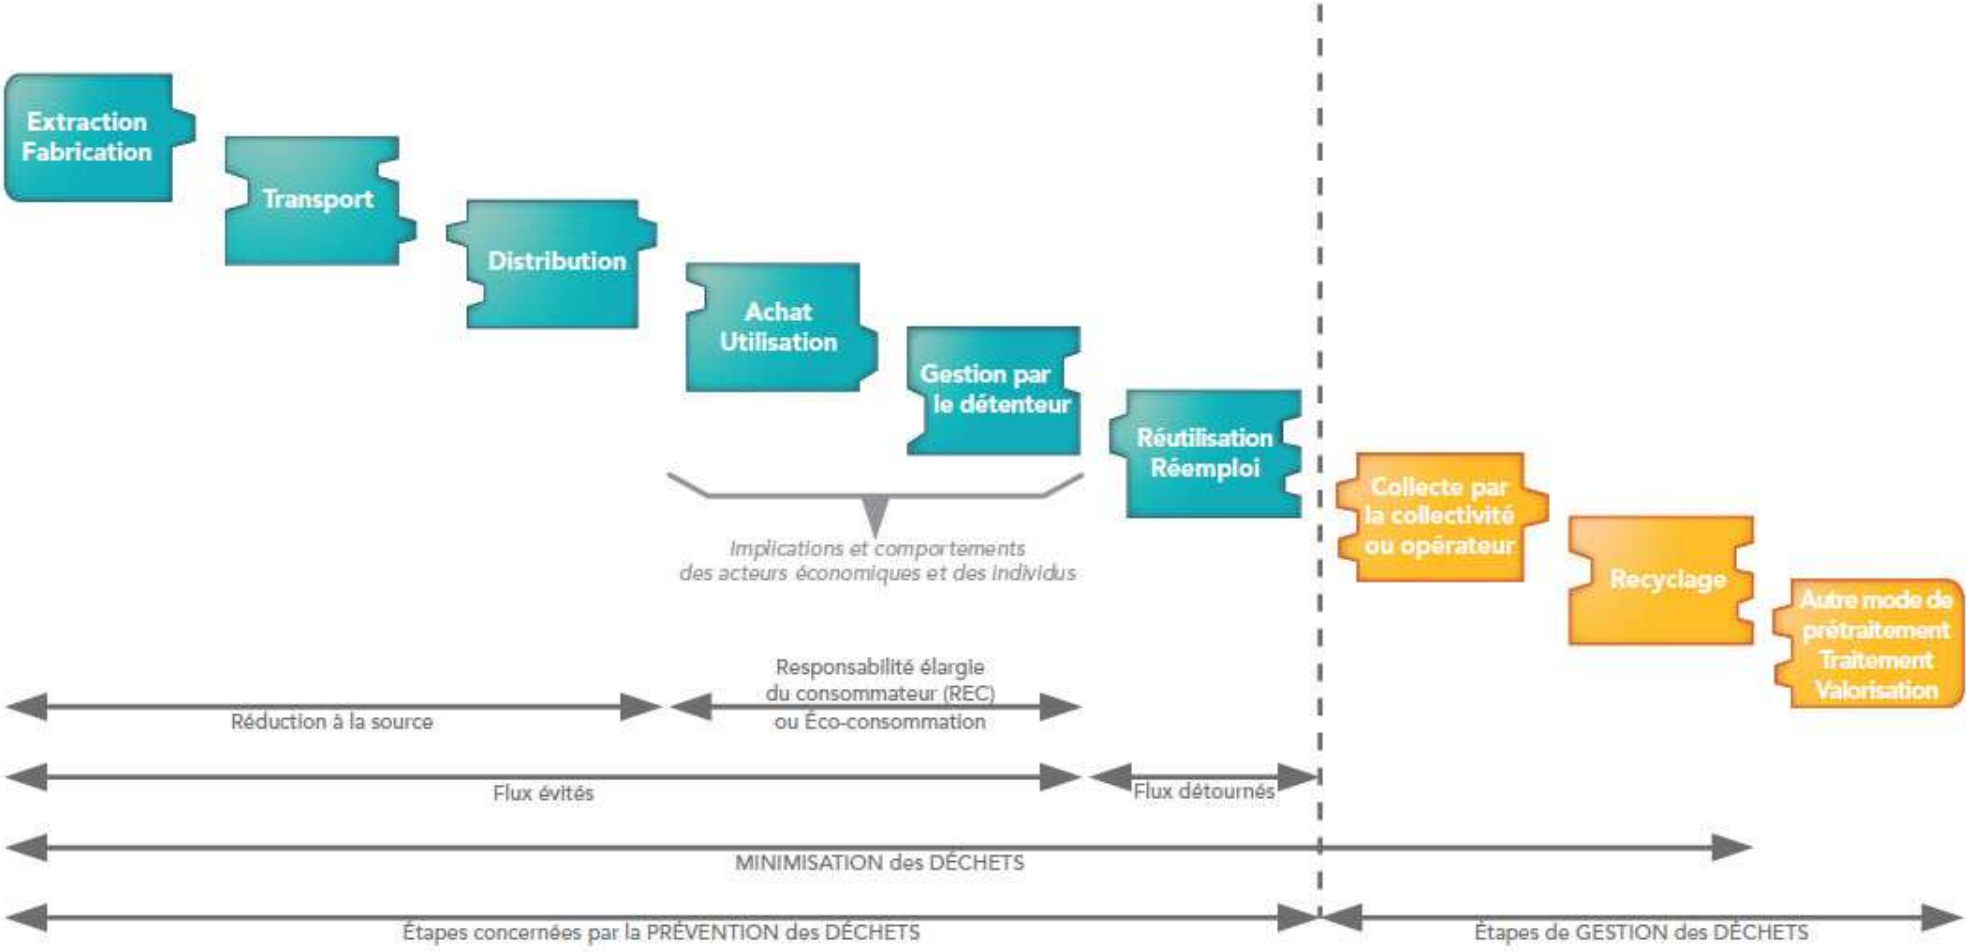 Extraction
Fabrication
Transport
Distribution
Achat
Utilisation
Gestion par
le détenteur
Réutilisation
Réemploi
Collecte par
la collectivité
ou opérateur
Recyclage
Autre mode de
prétraitement
Traitement
Valorisation
Implications et comportements
des acteurs économiques et des individus
Réduction à la source
Responsabilité élargie
du consommateur (REC)
ou Éco-consommation
Flux évités
Flux détournés
MINIMISATION des DÉCHETS
Étapes concernées par la PRÉVENTION des DÉCHETS
Étapes de GESTION des DÉCHETS